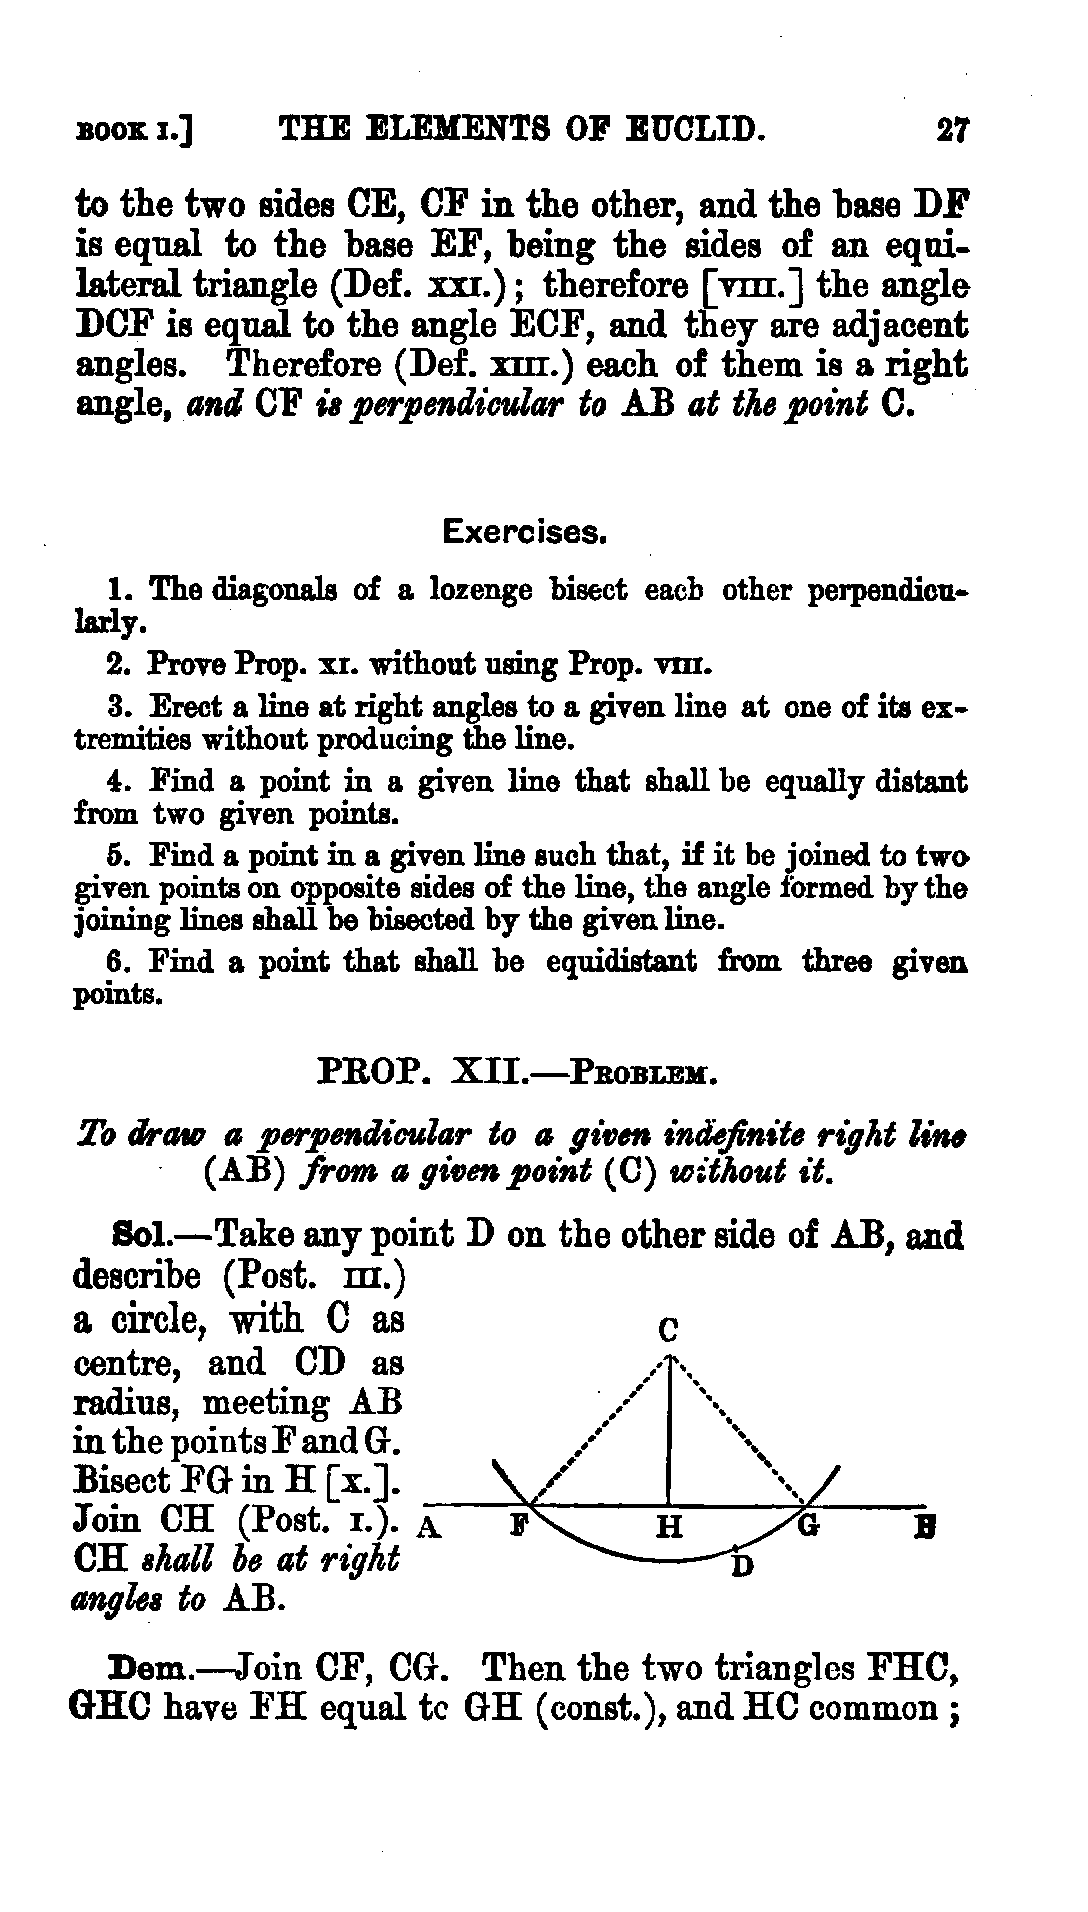 BOOK I.] THE ELEMENTS OF EUCLID. 27
to the two sides CE, CF in the other, and the base DF
is equal to the base EF, being the sides of an equi-
lateral triangle (Def. XXI.); therefore [VIII.] the angle
DCF is equal to the angle ECF, and they are adjacent
angles. Therefore (Def. XIII.) each of them is a right
angle, and CF is perpendicular to AB at the point C.
Exercises.
1. The diagonals of a lozenge bisect each other perpendicu-
larly.
2. Prove Prop. XI. without using Prop. VIII.
3. Erect a line at right angles to a given line at one of its ex-
tremities without producing the line.
4. Find a point in a given line that shall be equally distant
from two given points.
5. Find a point in a given line such that, if it be joined to two
given points on opposite sides of the line, the angle formed by the
joining lines shall be bisected by the given line.
6. Find a point that shall be equidistant from three given
points.
PROP. XII.—PROBLEM.
To draw a perpendicular to a given indefinite right line
(AB) from a given point (C) without it.
Sol.—Take any point D on the other side of AB, and
describe (Post. III.)
a circle, with C as
centre, and CD as
radius, meeting AB
in the points F and G.
Bisect FG in H [X.].
Join CH (Post. I.).
CH shall be at right
angles to AB.
C
A F H G B
D
Dem.—Join CF, CG. Then the two triangles FHC,
GHC have FH equal to GH (const.), and HC common;